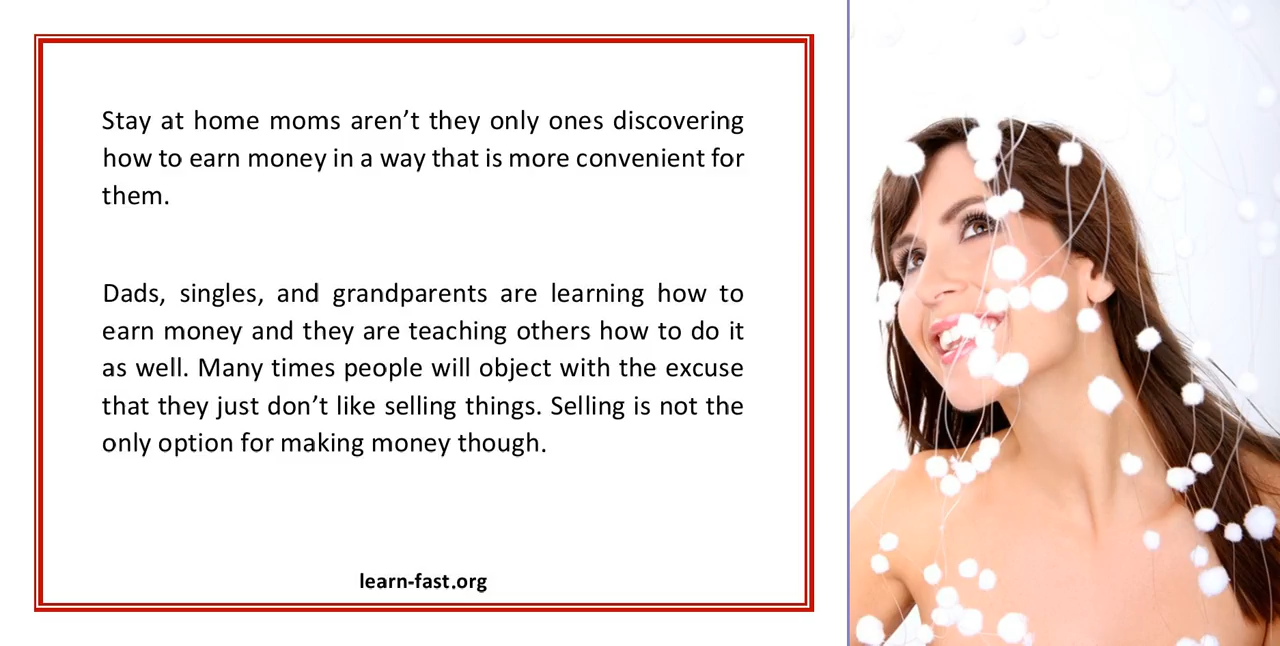 Stay at home moms aren’t they only ones discovering
how to earn money in a way that is more convenient for
them.
Dads, singles, and grandparents are learning how to
earn money and they are teaching others how to do it
as well. Many times people will object with the excuse
that they just don’t like selling things. Selling is not the
only option for making money though.
learn-fast.org